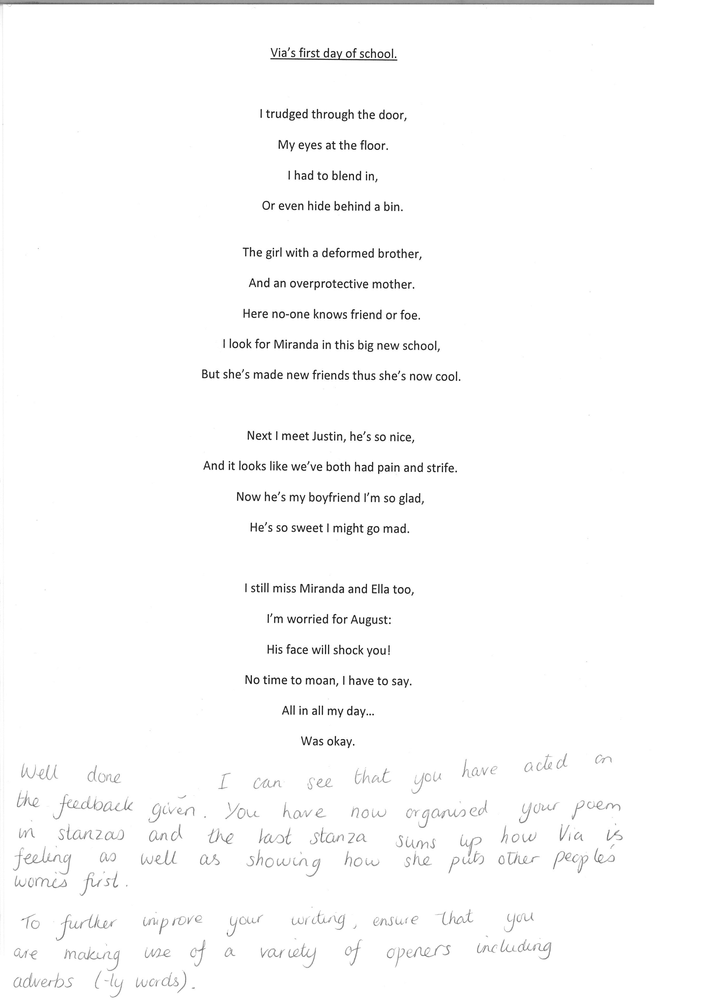 Via's first day of school.
I trudged through the door,
My eyes at the floor.
I had to blend in,
Or even hide behind a bin.
The girl with a deformed brother,
And an overprotective mother.
Here no-one knows friend or foe.
I look for Miranda in this big new school,
But she's made new friends thus she's now cool.
Next I meet Justin, he's so nice,
And it looks like we've both had pain and strife.
Now he's my boyfriend I'm so glad,
He's so sweet I might go mad.
I still miss Miranda and Ella too,
I'm worried for August:
His face will shock you!
No time to moan, I have to say.
All in all my day...
Was okay.
Well done I can see that you have acted on
the feedback given. You have now organised your poem
in stanzas and the last stanza sums up how Via is
feeling as well as showing how she puts other people's
worries first.
To further improve your writing, ensure that you
are making use of a variety of openers including
adverbs (-ly words).